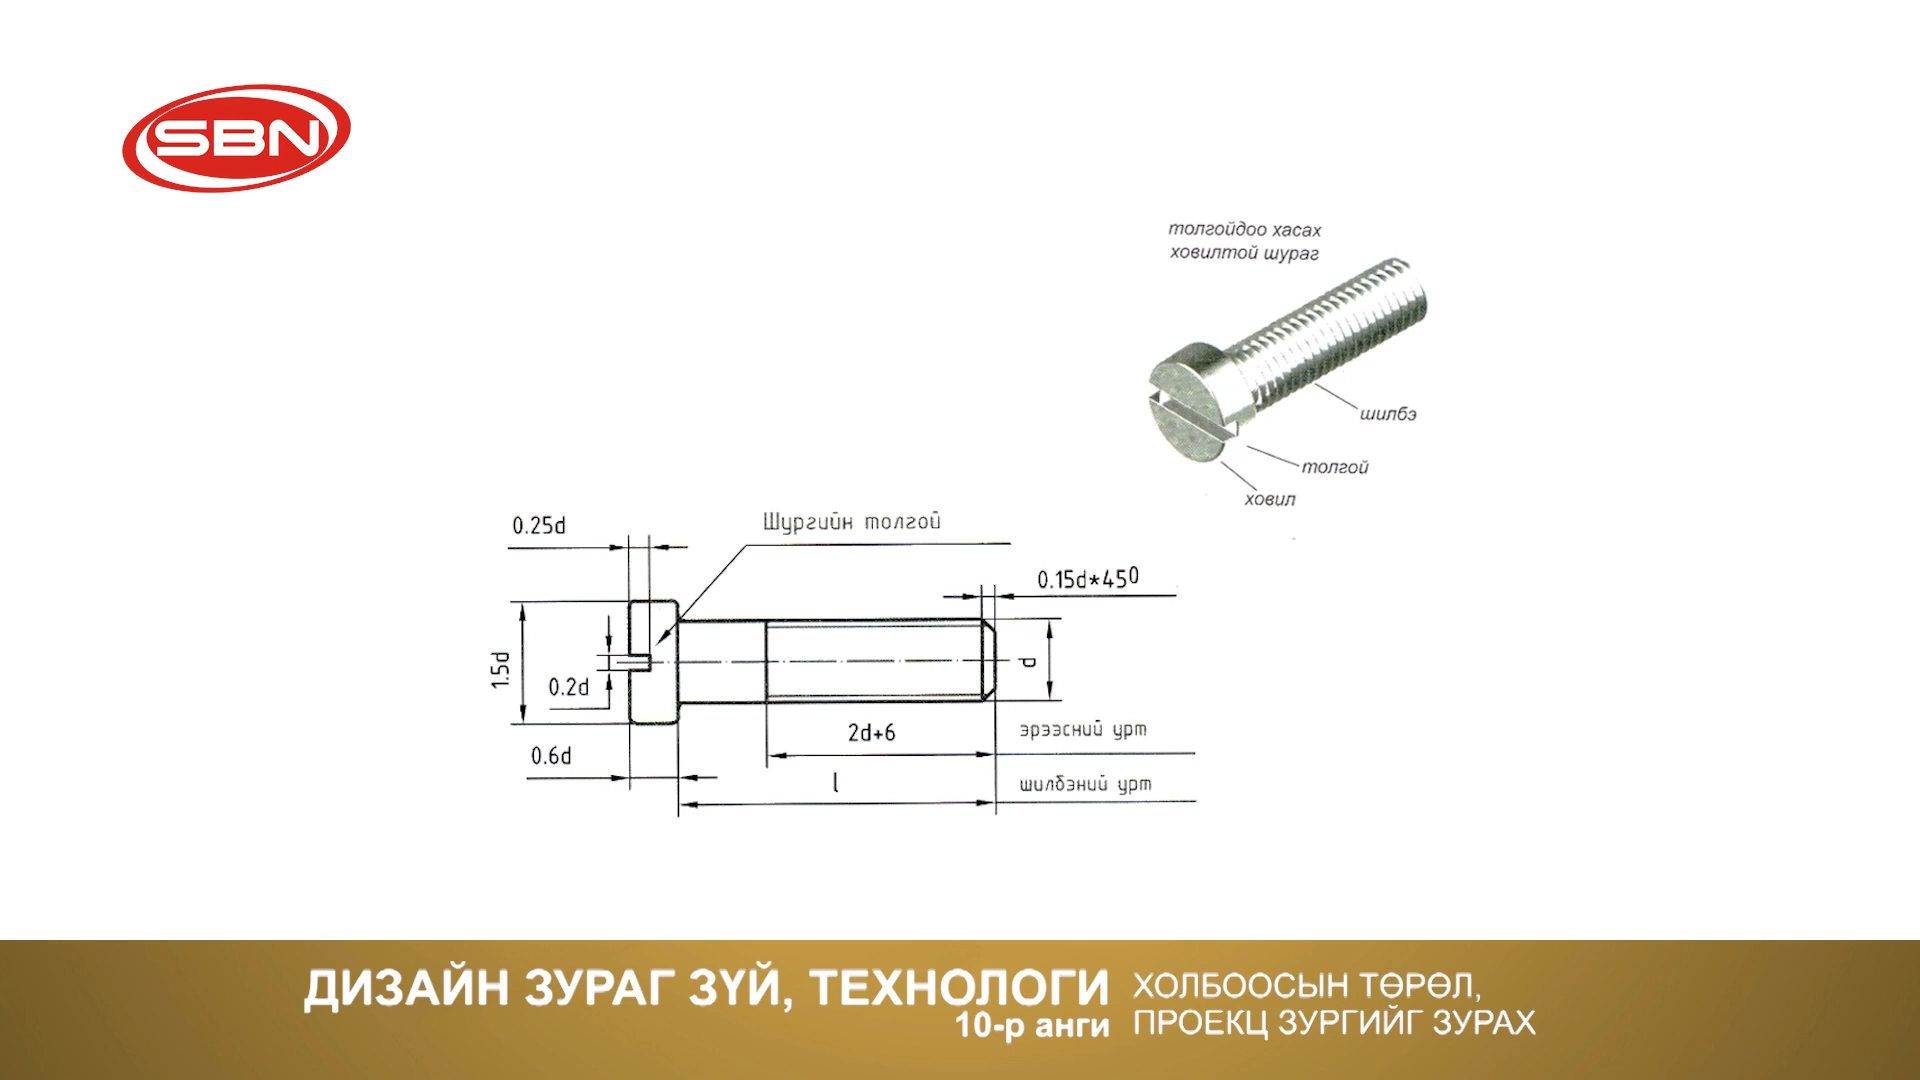 SBN
толгойдоо хасах
ховилтой шураг
шилбэ
толгой
ховил
0.25d
Шургийн толгой
0.15d*45⁰
1.5d
0.2d
d
2d+6
эрээсний урт
0.6d
l
шилбэний урт
ДИЗАЙН ЗУРАГ ЗҮЙ, ТЕХНОЛОГИ
10-р анги
ХОЛБООСЫН ТӨРӨЛ,
ПРОЕКЦ ЗУРГИЙГ ЗУРАХ